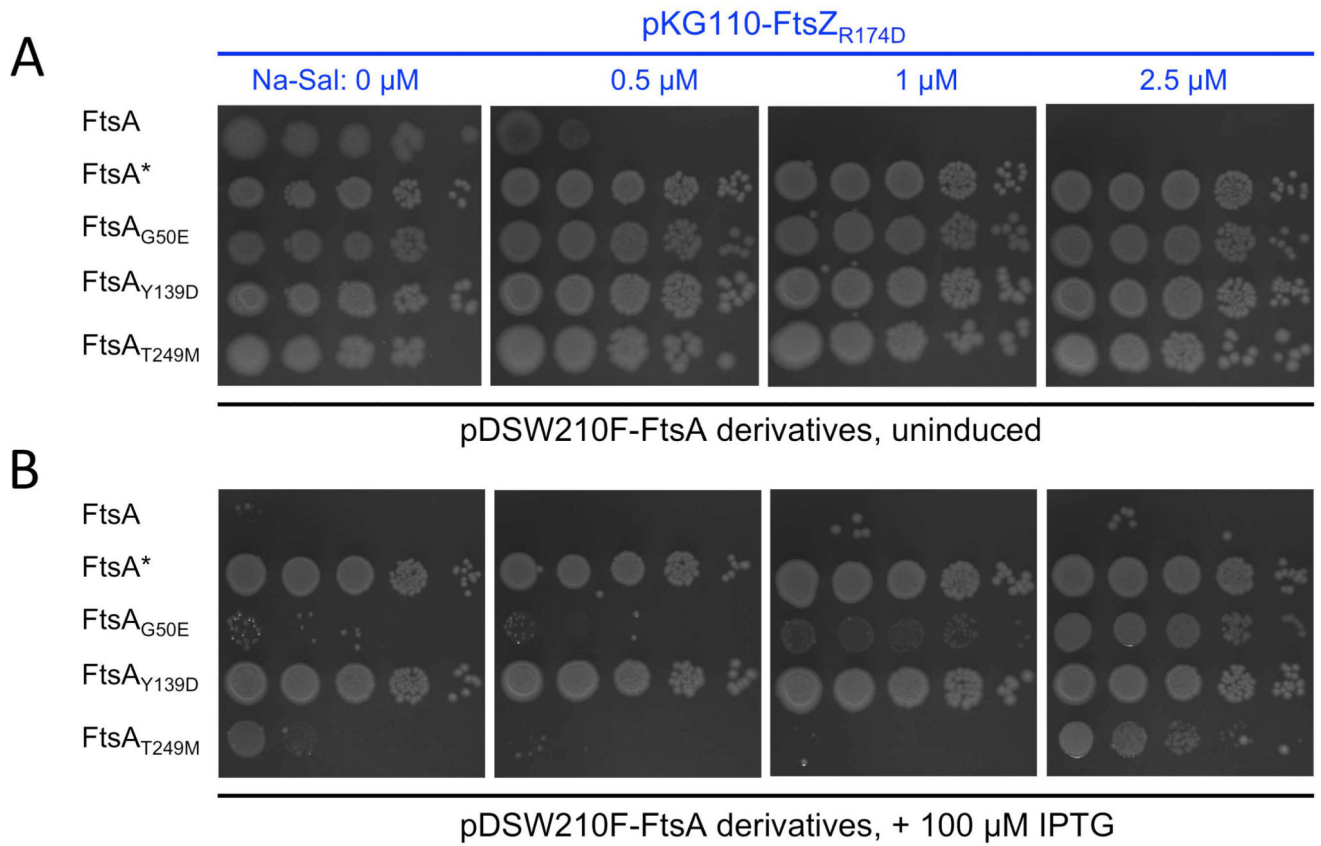 A
pKG110-FtsZR174D
Na-Sal: 0 µM 0.5 µM 1 µM 2.5 µM
FtsA
FtsA*
FtsAG50E
FtsAY139D
FtsAT249M
pDSW210F-FtsA derivatives, uninduced
B
FtsA
FtsA*
FtsAG50E
FtsAY139D
FtsAT249M
pDSW210F-FtsA derivatives, + 100 µM IPTG